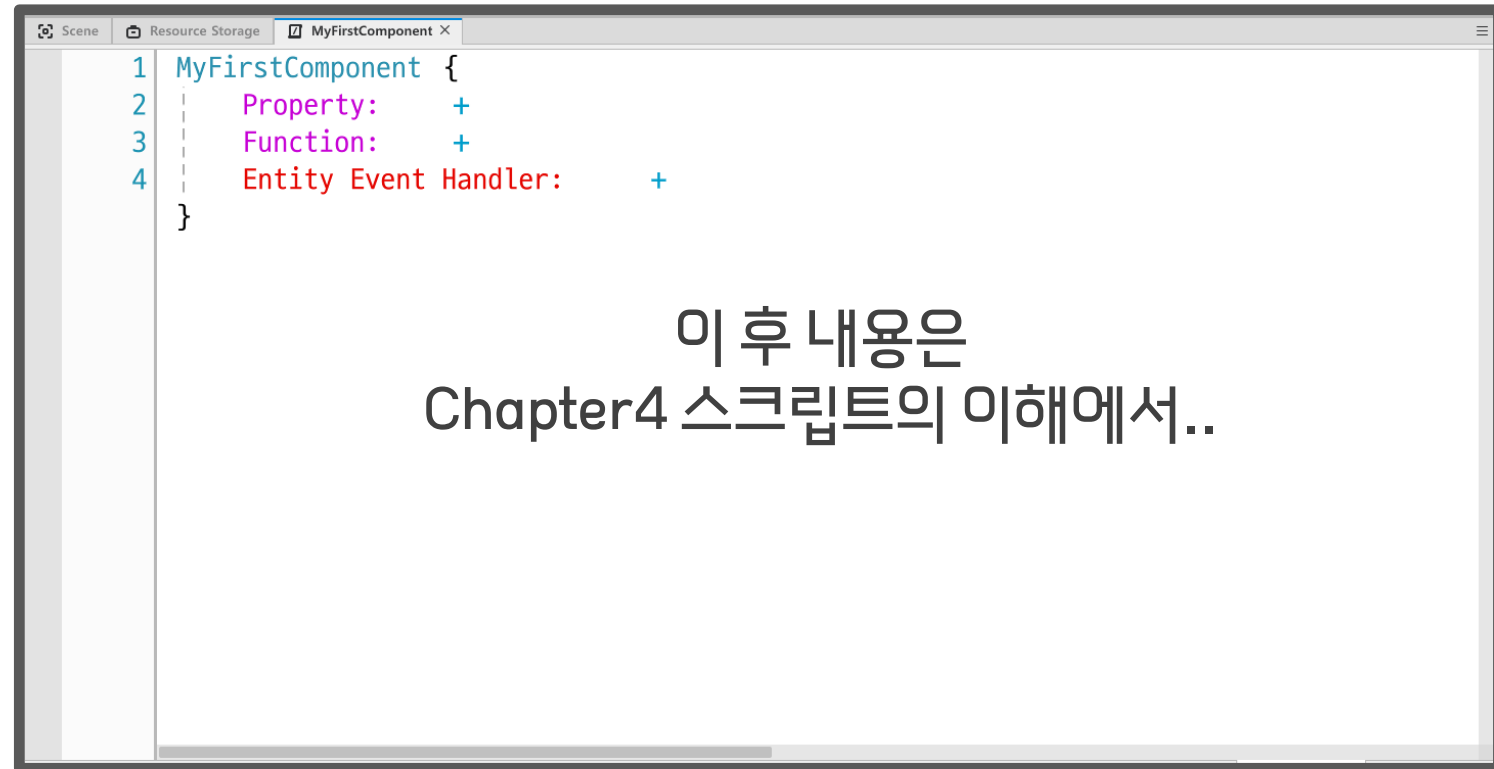 Scene Resource Storage MyFirstComponent ×
1 MyFirstComponent {
2 Property: +
3 Function: +
4 Entity Event Handler: +
}
이 후 내용은
Chapter4 스크립트의 이해에서..